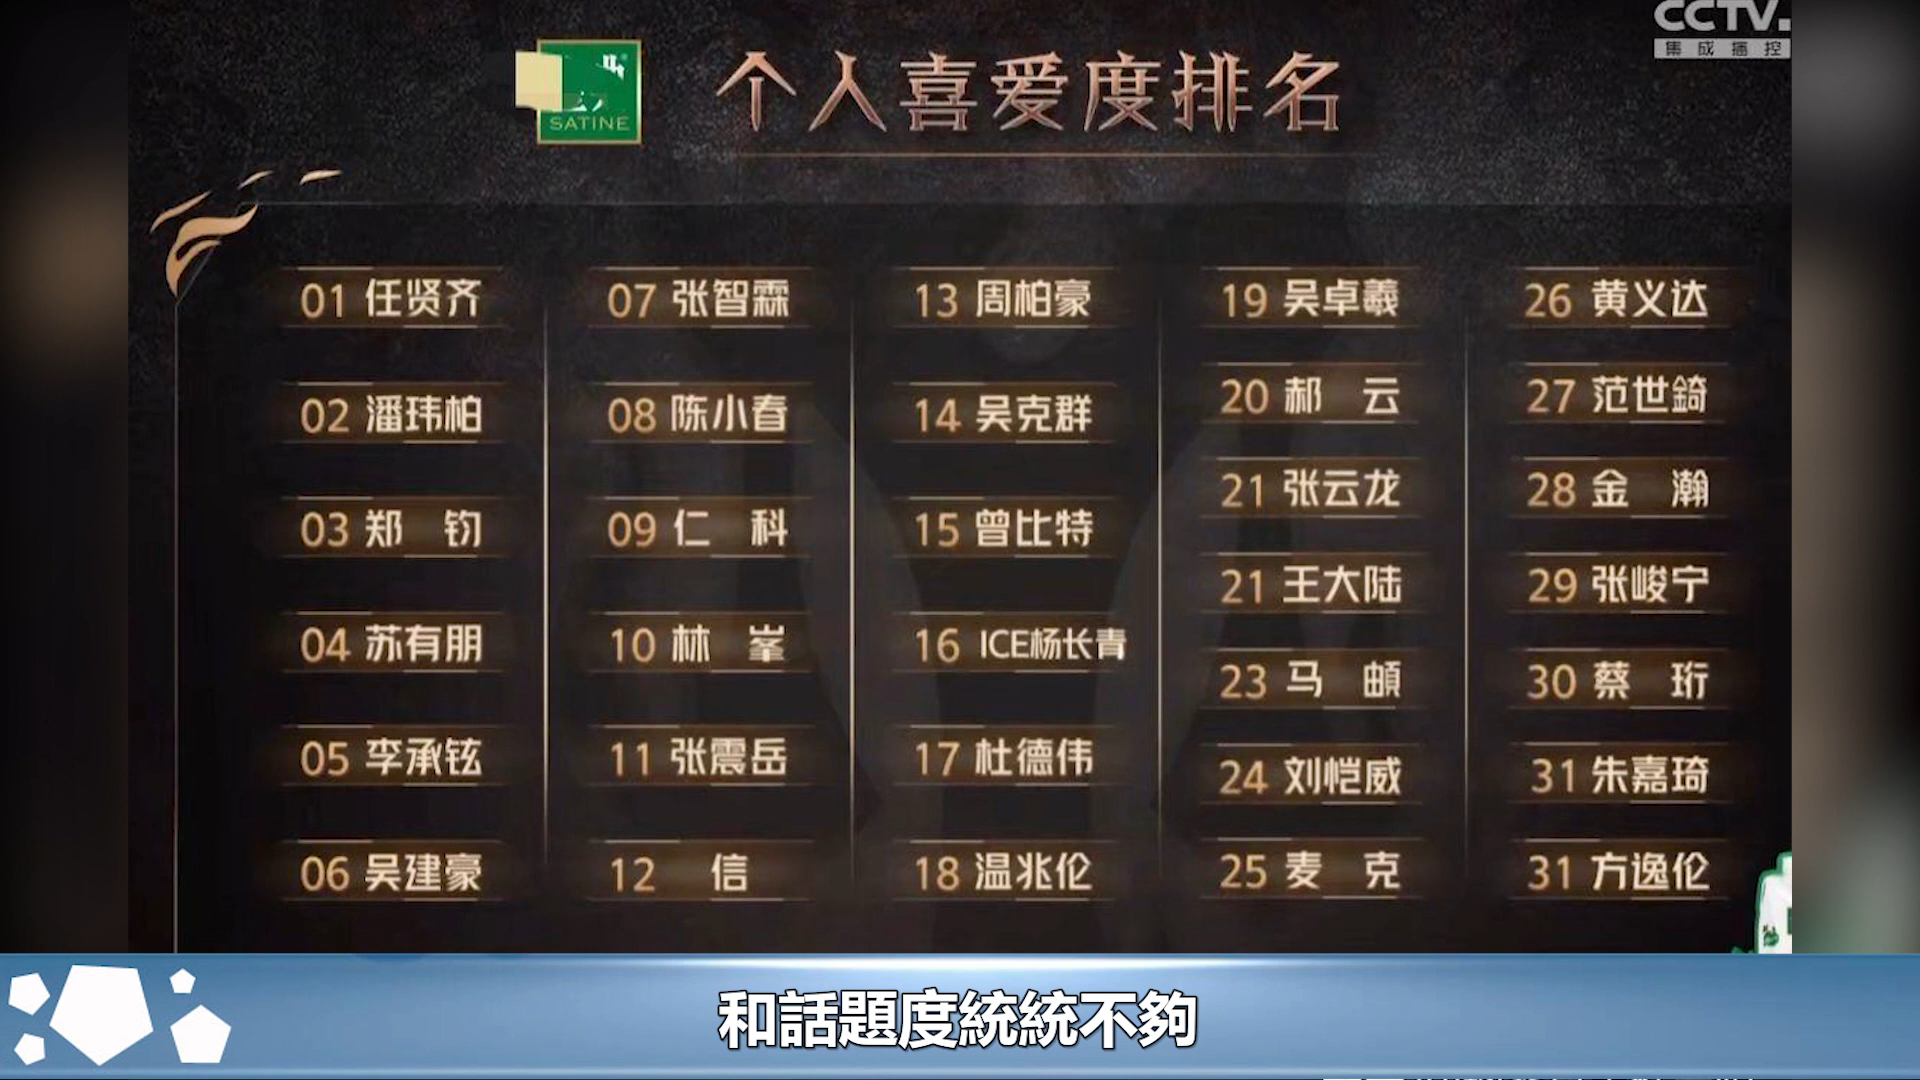 CCTV.
集成播控
SATINE
个人喜爱度排名
01 任贤齐
02 潘玮柏
03 郑 钧
04 苏有朋
05 李承铉
06 吴建豪
07 张智霖
08 陈小春
09 仁 科
10 林 峯
11 张震岳
12 信
13 周柏豪
14 吴克群
15 曾比特
16 ICE杨长青
17 杜德伟
18 温兆伦
19 吴卓羲
20 郝 云
21 张云龙
21 王大陆
23 马 頔
24 刘恺威
25 麦 克
26 黄义达
27 范世錡
28 金 瀚
29 张峻宁
30 蔡 珩
31 朱嘉琦
31 方逸伦
和話題度統統不夠